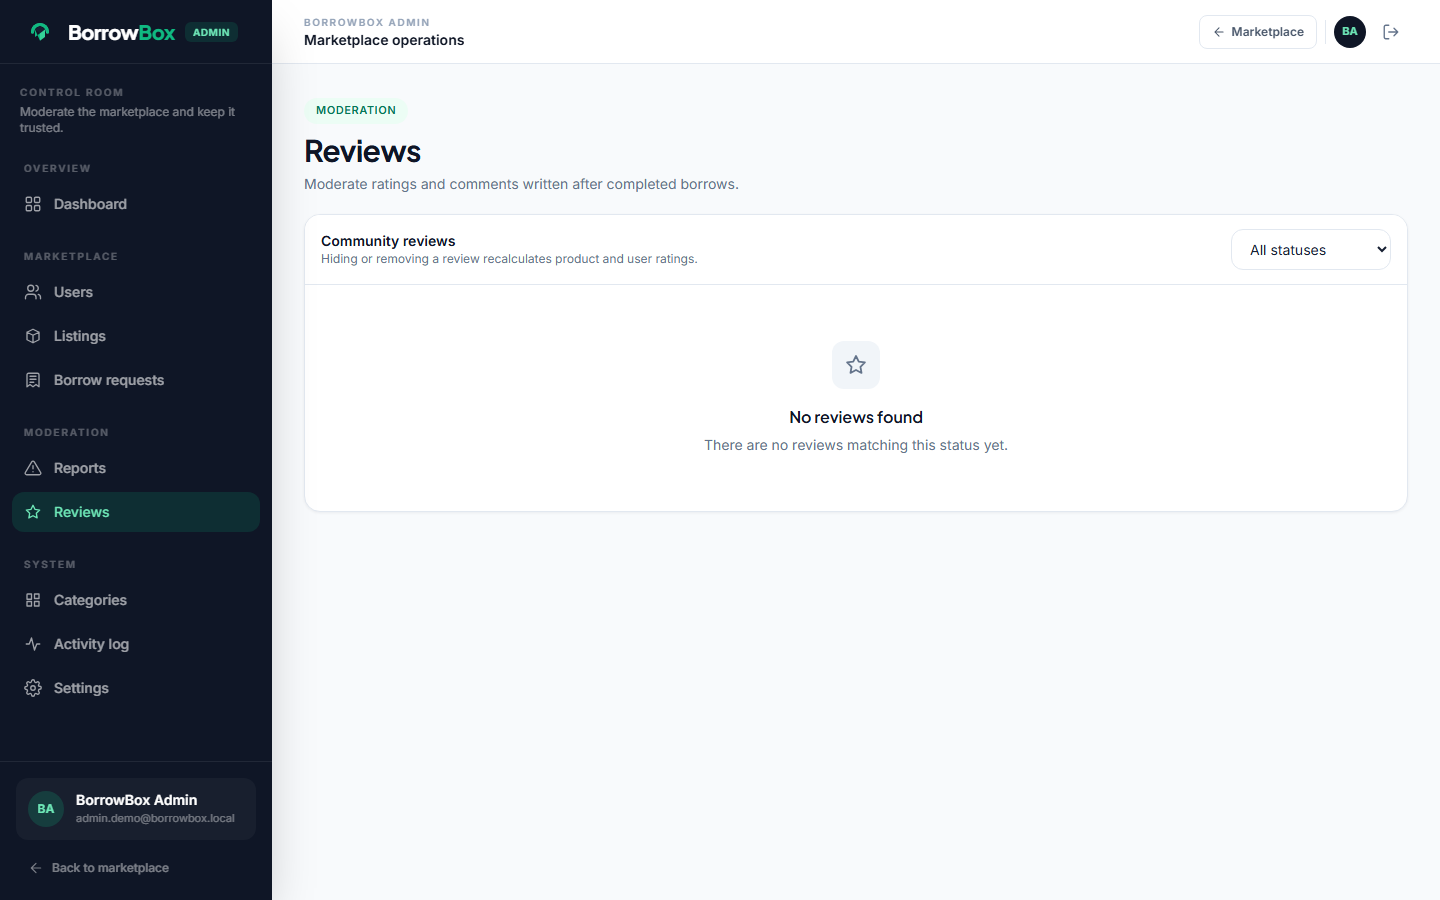 BorrowBox ADMIN
CONTROL ROOM
Moderate the marketplace and keep it
trusted.
OVERVIEW
Dashboard
MARKETPLACE
Users
Listings
Borrow requests
MODERATION
Reports
Reviews
SYSTEM
Categories
Activity log
Settings
BA
BorrowBox Admin
admin.demo@borrowbox.local
Back to marketplace
BORROWBOX ADMIN
Marketplace operations
Marketplace
BA
MODERATION
Reviews
Moderate ratings and comments written after completed borrows.
Community reviews
Hiding or removing a review recalculates product and user ratings.
All statuses
No reviews found
There are no reviews matching this status yet.